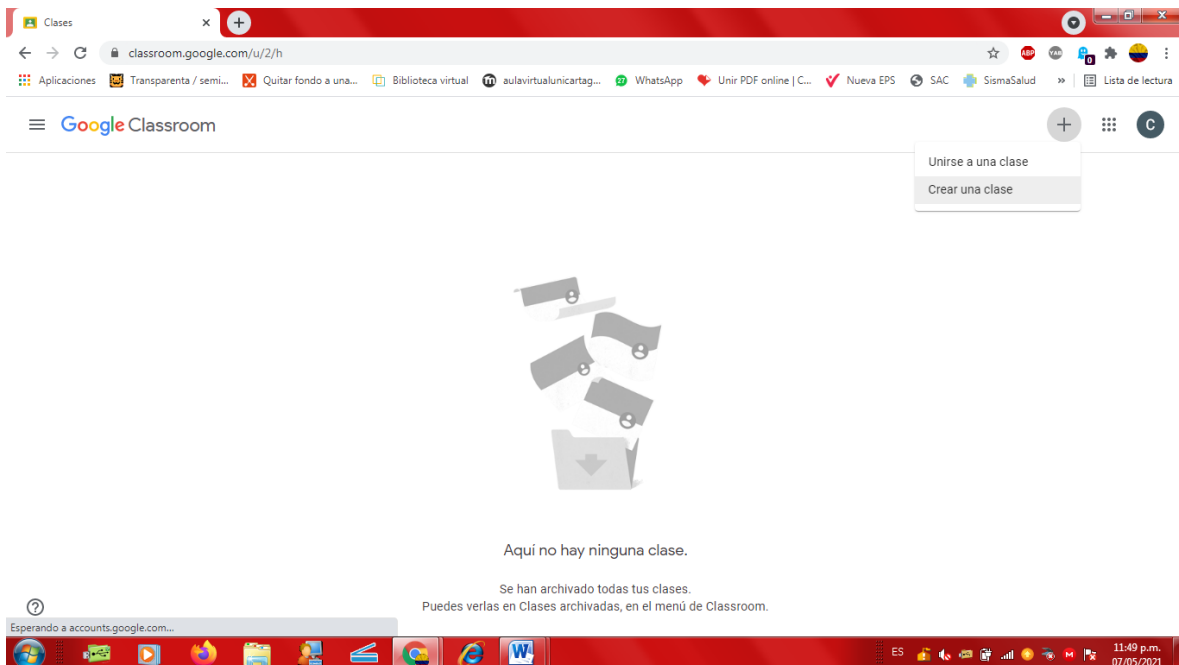 Clases
classroom.google.com/u/2/h
ABP
0
Aplicaciones Transparenta / semi... Quitar fondo a una... Biblioteca virtual aulavirtualunicartag... WhatsApp Unir PDF online | C... Nueva EPS SAC SismaSalud » Lista de lectura
Google Classroom
C
Unirse a una clase
Crear una clase
Aquí no hay ninguna clase.
Se han archivado todas tus clases.
Puedes verlas en Clases archivadas, en el menú de Classroom.
Esperando a accounts.google.com...
ES
11:49 p.m.
07/05/2021